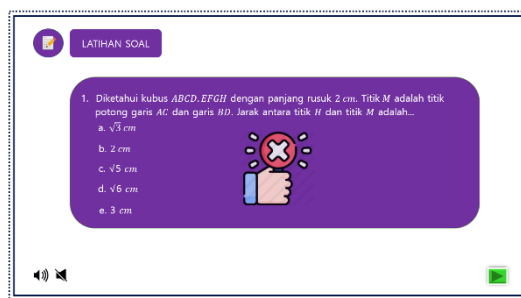 LATIHAN SOAL
1. Diketahui kubus ABCD.EFGH dengan panjang rusuk 2 cm. Titik M adalah titik
potong garis AC dan garis BD. Jarak antara titik H dan titik M adalah...
a. √3 cm
b. 2 cm
c. √5 cm
d. √6 cm
e. 3 cm